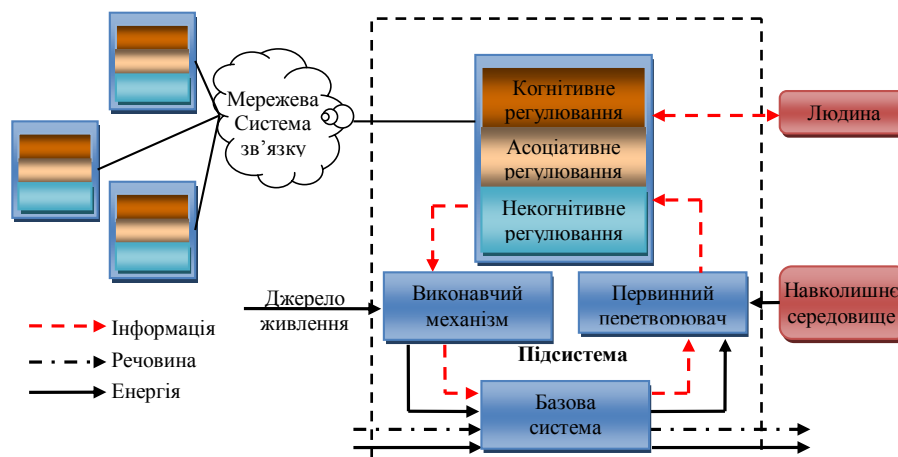 Мережева
Система
зв’язку
Когнітивне
регулювання
Асоціативне
регулювання
Некогнітивне
регулювання
Людина
Джерело
живлення
Виконавчий
механізм
Первинний
перетворювач
Навколишнє
середовище
Інформація
Речовина
Енергія
Підсистема
Базова
система